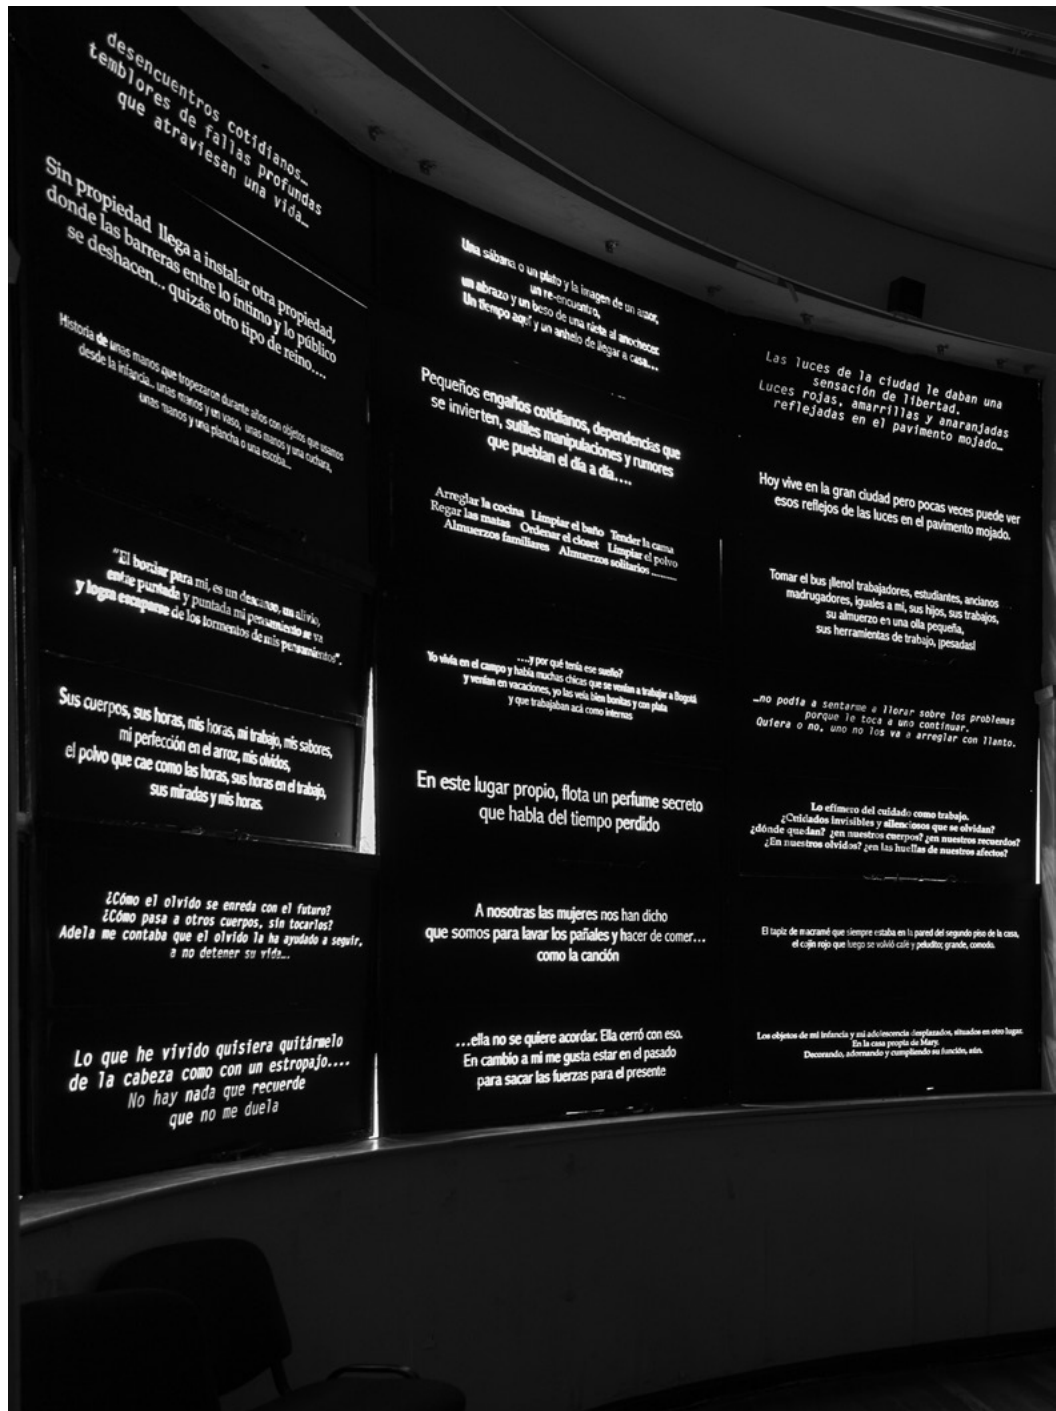 desencuentros cotidianos…
temblores de fallas profundas
que atraviesan una vida…
Sin propiedad llega a instalar otra propiedad,
donde las barreras entre lo íntimo y lo público
se deshacen... quizás otro tipo de reino....
Historia de unas manos que tropezaron durante años con objetos que usamos
desde la infancia.. unas manos y un vaso, unas manos y una cuchara,
unas manos y una plancha o una escoba...
"El bordar para mi, es un descanso, un alivio,
entre puntada y puntada mi pensamiento se va
y logra escaparse de los tormentos de mis pensamientos".
Sus cuerpos, sus horas, mis horas, mi trabajo, mis sabores,
mi perfección en el arroz, mis olvidos,
el polvo que cae como las horas, sus horas en el trabajo,
sus miradas y mis horas.
¿Cómo el olvido se enreda con el futuro?
¿Cómo pasa a otros cuerpos, sin tocarlos?
Adela me contaba que el olvido la ha ayudado a seguir,
a no detener su vida…
Lo que he vivido quisiera quitármelo
de la cabeza como con un estropajo....
No hay nada que recuerde
que no me duela
Una sábana o un plato y la imagen de un amor,
un re-encuentro,
un abrazo y un beso de una nieta al anochecer.
Un tiempo aquí y un anhelo de llegar a casa...
Pequeños engaños cotidianos, dependencias que
se invierten, sutiles manipulaciones y rumores
que pueblan el día a día....
Arreglar la cocina Limpiar el baño Tender la cama
Regar las matas Ordenar el closet Limpiar el polvo
Almuerzos familiares Almuerzos solitarios ..........
....y por qué tenía ese sueño?
Yo vivía en el campo y había muchas chicas que se venían a trabajar a Bogotá
y venían en vacaciones, yo las veía bien bonitas y con plata
y que trabajaban acá como internas
En este lugar propio, flota un perfume secreto
que habla del tiempo perdido
A nosotras las mujeres nos han dicho
que somos para lavar los pañales y hacer de comer...
como la canción
...ella no se quiere acordar. Ella cerró con eso.
En cambio a mi me gusta estar en el pasado
para sacar las fuerzas para el presente
Las luces de la ciudad le daban una
sensación de libertad.
Luces rojas, amarrillas y anaranjadas
reflejadas en el pavimento mojado…
Hoy vive en la gran ciudad pero pocas veces puede ver
esos reflejos de las luces en el pavimento mojado.
Tomar el bus ¡lleno! trabajadores, estudiantes, ancianos
madrugadores, iguales a mi, sus hijos, sus trabajos,
su almuerzo en una olla pequeña,
sus herramientas de trabajo, ¡pesadas!
…no podía a sentarme a llorar sobre los problemas
porque le toca a uno continuar.
Quiera o no, uno no los va a arreglar con llanto.
Lo efímero del cuidado como trabajo.
¿Cuidados invisibles y silenciosos que se olvidan?
¿dónde quedan? ¿en nuestros cuerpos? ¿en nuestros recuerdos?
¿En nuestros olvidos? ¿en las huellas de nuestros afectos?
El tapiz de macramé que siempre estaba en la pared del segundo piso de la casa,
el cojin rojo que luego se volvió café y peludito; grande, comodo.
Los objetos de mi infancia y mi adolescencia desplazados, situados en otro lugar.
En la casa propia de Mary.
Decorando, adornando y cumpliendo su función, aún.